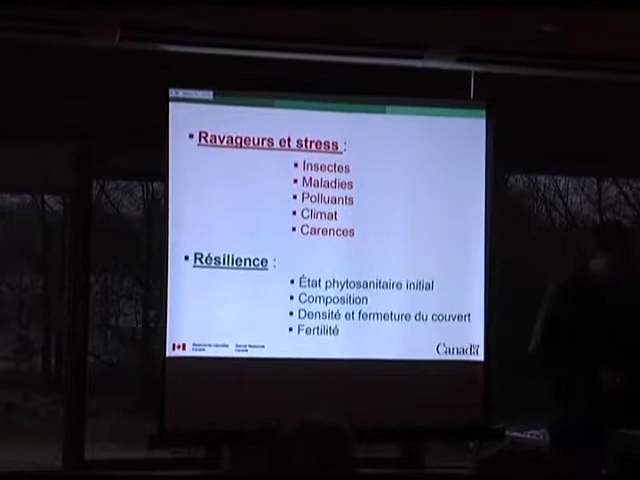 ▪ Ravageurs et stress :
▪ Insectes
▪ Maladies
▪ Polluants
▪ Climat
▪ Carences
▪ Résilience :
▪ État phytosanitaire initial
▪ Composition
▪ Densité et fermeture du couvert
▪ Fertilité
Canada